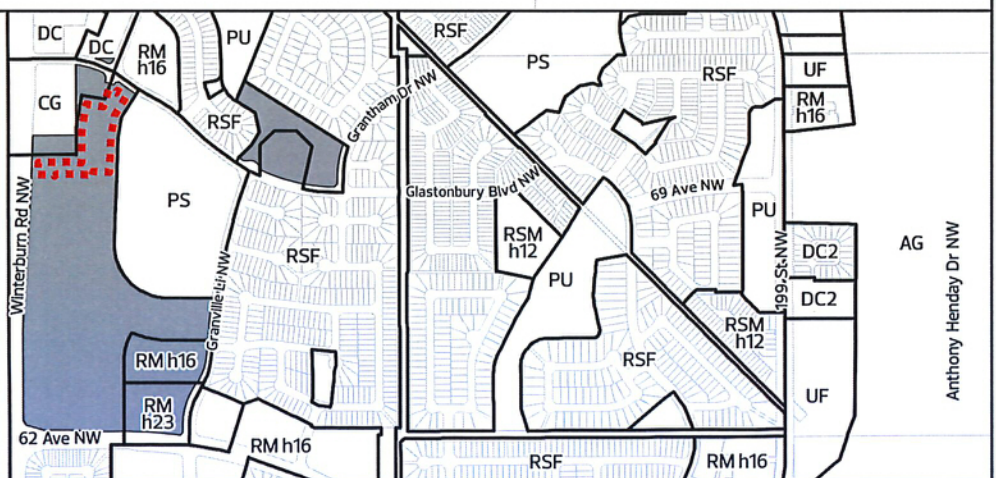 DC
DC
RM
h16
PU
RSF
PS
RSF
UF
RM
h16
CG
RSF
Grantham Dr NW
Glastonbury Blvd NW
69 Ave NW
PS
Winterburn Rd NW
RSF
Granville Li NW
RSM
h12
PU
PU
199 St NW
DC2
DC2
AG
Anthony Henday Dr NW
RM h16
RM
h23
RSF
RSM
h12
UF
62 Ave NW
RM h16
RSF
RM h16